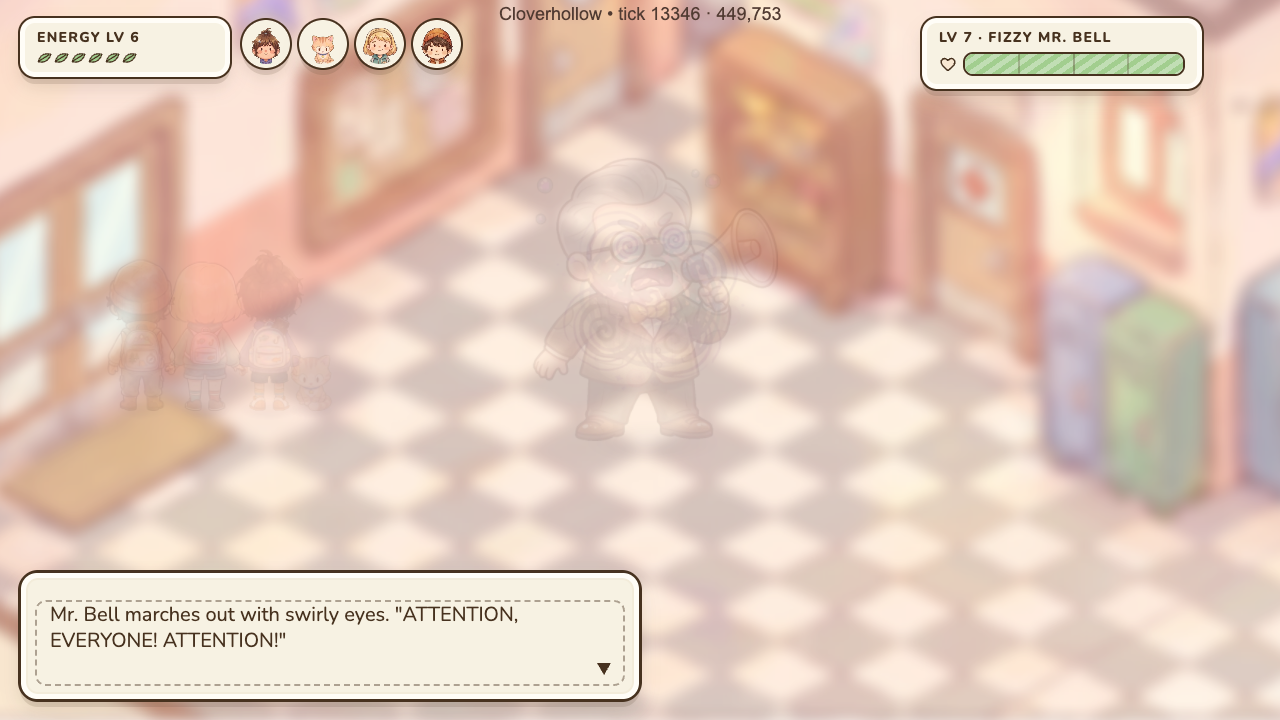 Cloverhollow • tick 13346 · 449,753
ENERGY LV 6
LV 7 · FIZZY MR. BELL
Mr. Bell marches out with swirly eyes. "ATTENTION,
EVERYONE! ATTENTION!"